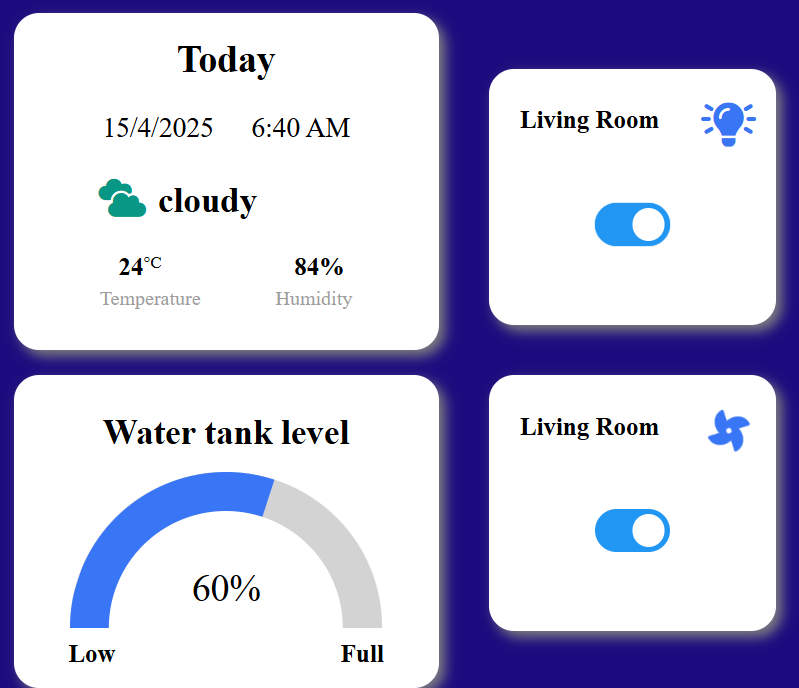 Today
15/4/2025 6:40 AM
cloudy
24°C 84%
Temperature Humidity
Living Room
Water tank level
60%
Low Full
Living Room